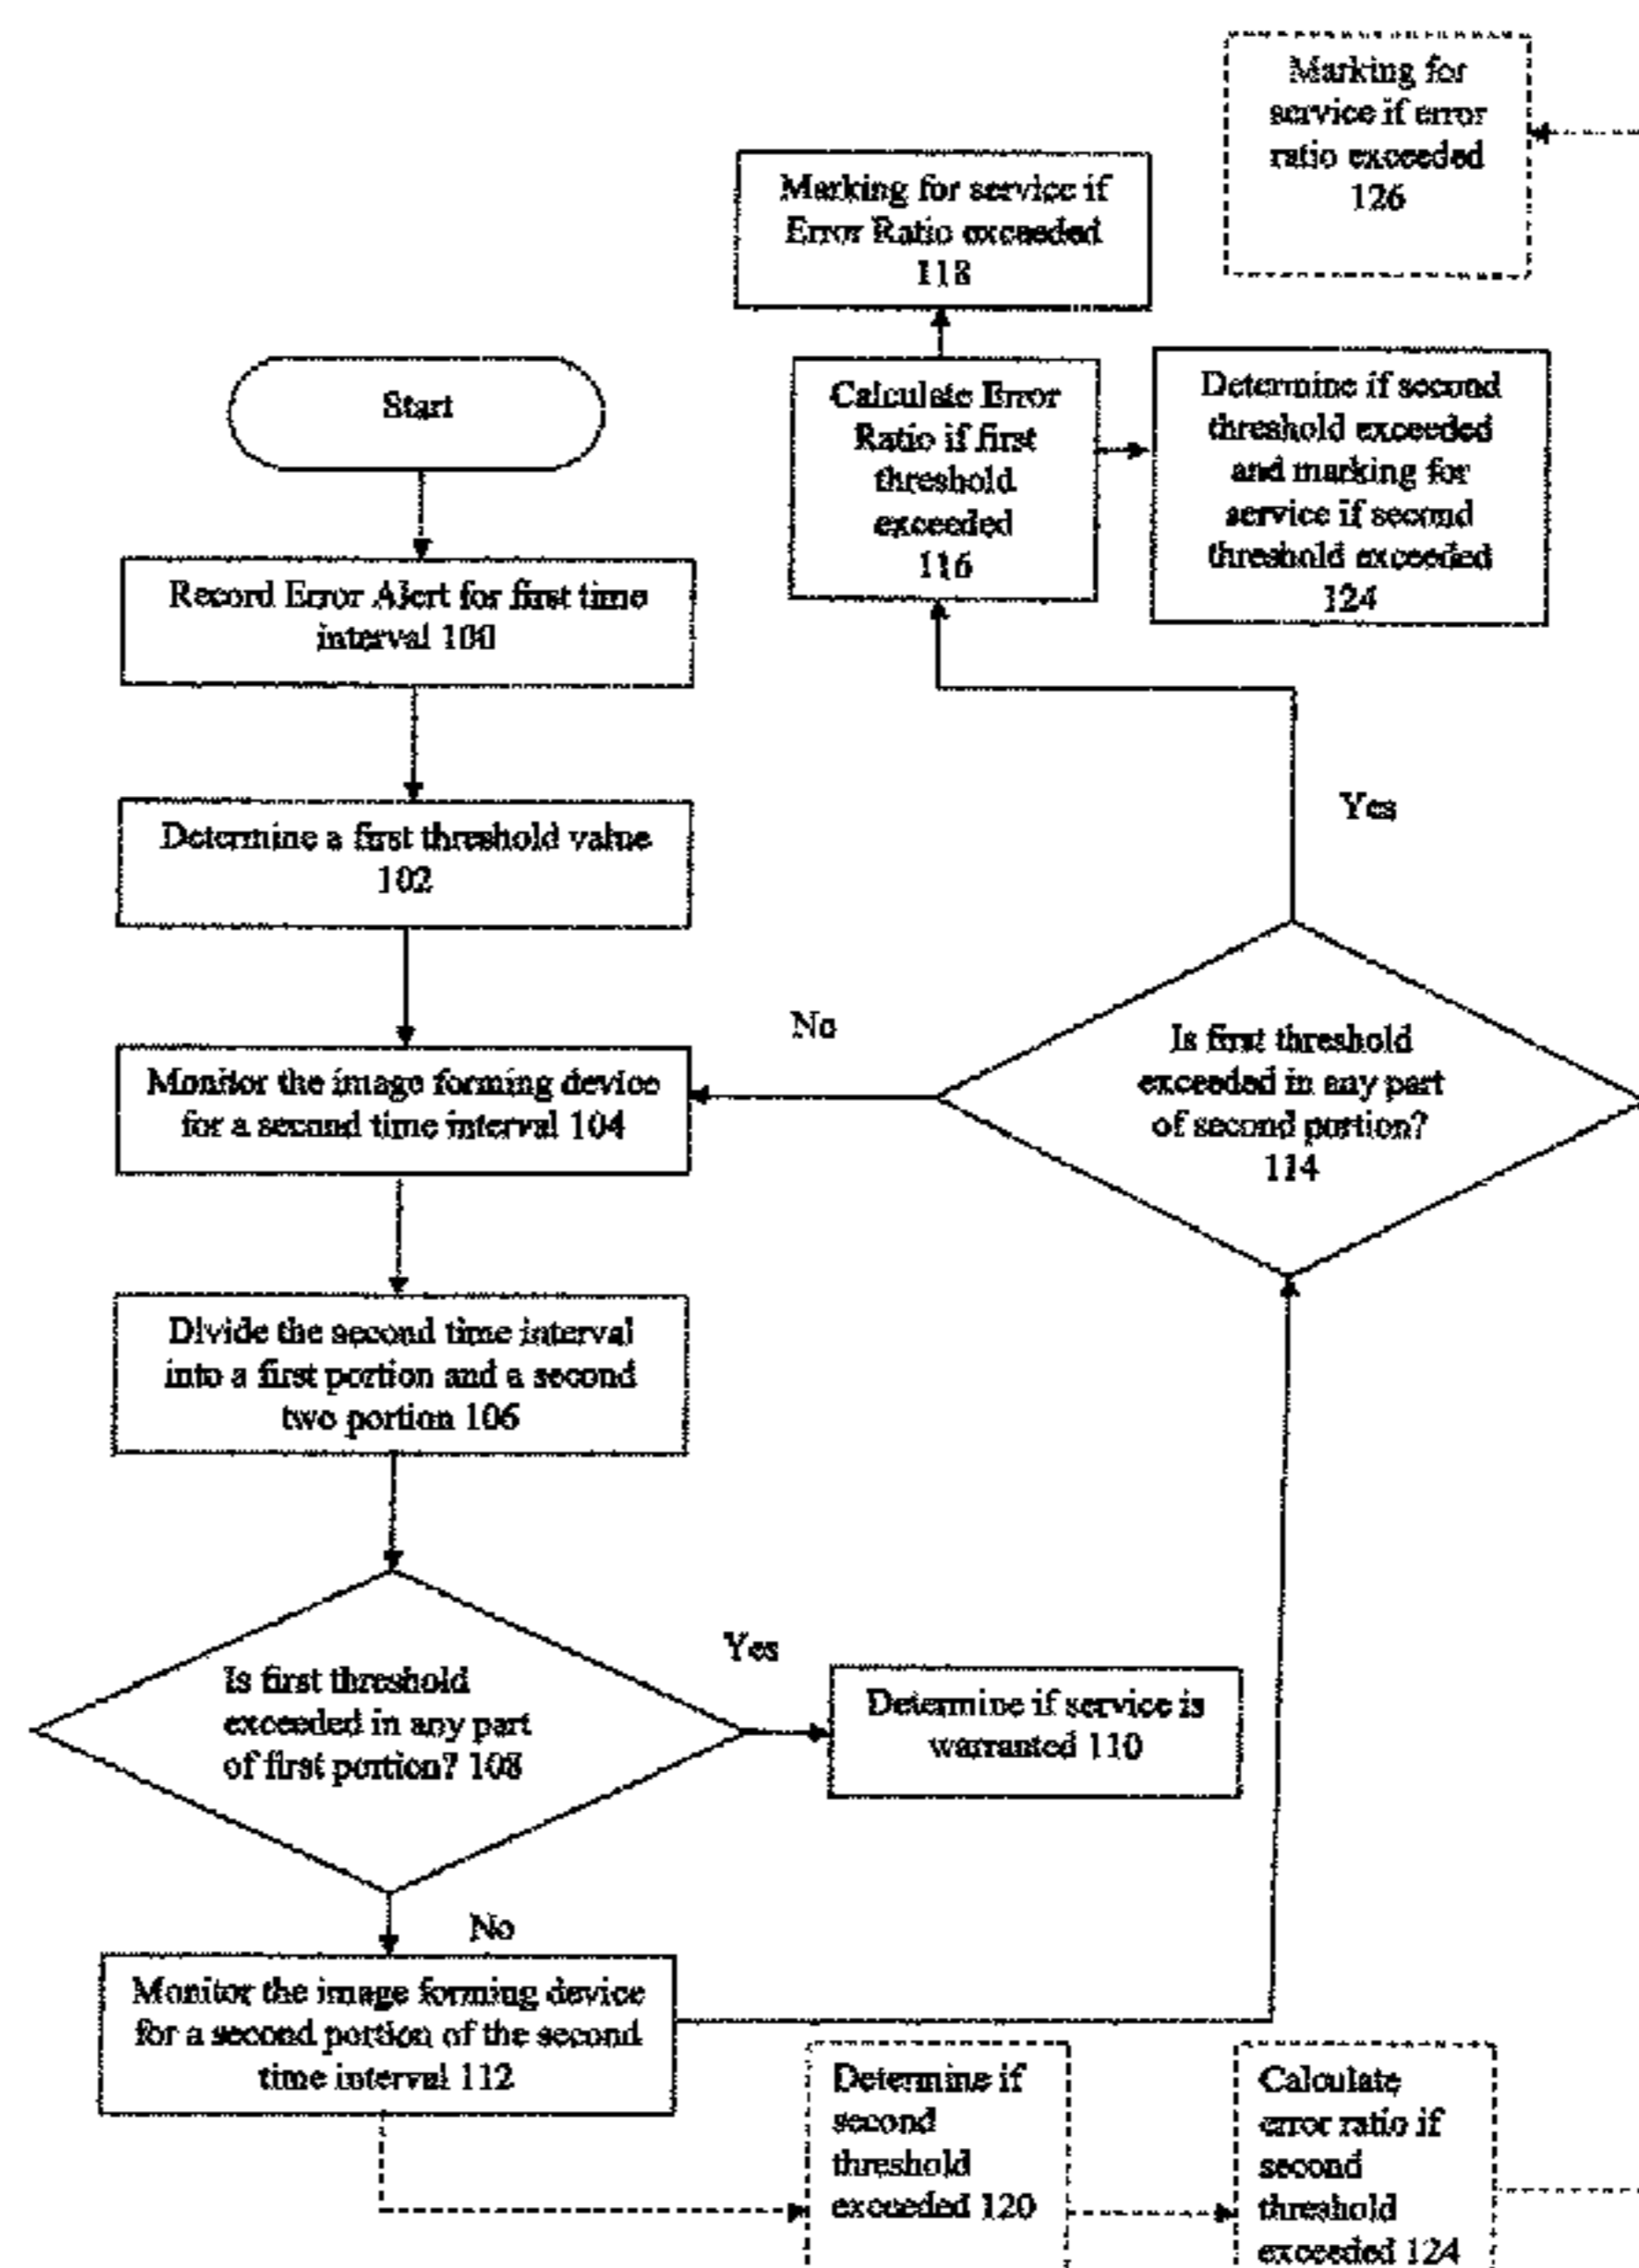 Marking for
service if error
ratio exceeded
126
Marking for service if
Error Ratio exceeded
118
Start
Calculate Error
Ratio if first
threshold
exceeded
116
Determine if second
threshold exceeded
and marking for
service if second
threshold exceeded
124
Record Error Alert for first time
interval 100
Yes
Determine a first threshold value
102
No
Is first threshold
exceeded in any part
of second portion?
114
Monitor the image forming device
for a second time interval 104
Divide the second time interval
into a first portion and a second
two portion 106
Yes
Is first threshold
exceeded in any part
of first portion? 108
Determine if service is
warranted 110
No
Monitor the image forming device
for a second portion of the second
time interval 112
Determine if
second
threshold
exceeded 120
Calculate
error ratio if
second
threshold
exceeded 124